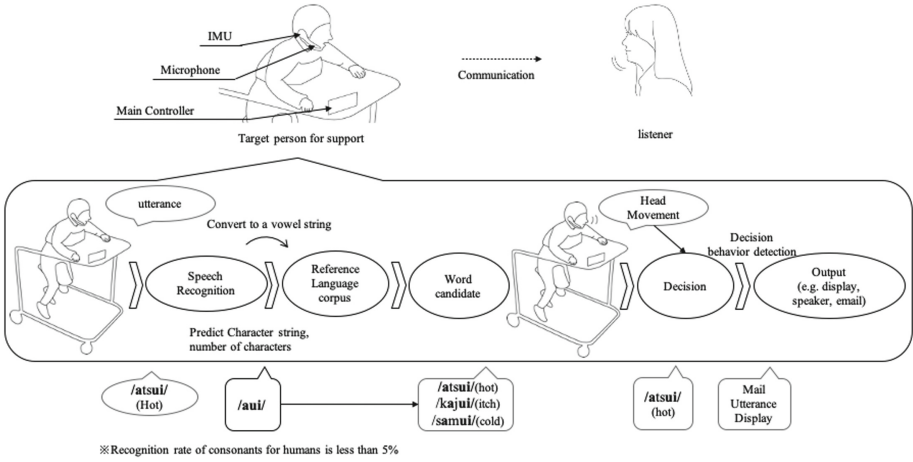 IMU
Microphone
Main Controller
Communication
Target person for support
listener
utterance
Convert to a vowel string
Speech
Recognition
Reference
Language
corpus
Word
candidate
Predict Character string,
number of characters
Head
Movement
Decision
behavior detection
Decision
Output
(e.g. display,
speaker, email)
/atsui/
(Hot)
/aui/
/atsui/(hot)
/kajui/(itch)
/samui/(cold)
/atsui/
(hot)
Mail
Utterance
Display
※Recognition rate of consonants for humans is less than 5%